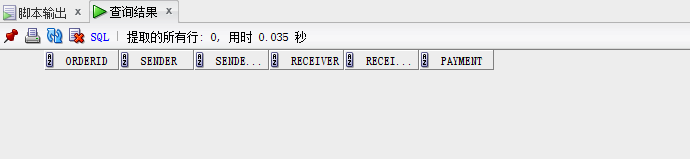 脚本输出 x 查询结果 x
SQL 提取的所有行: 0, 用时 0.035 秒
ORDERID SENDER SENDE... RECEIVER RECEI... PAYMENT